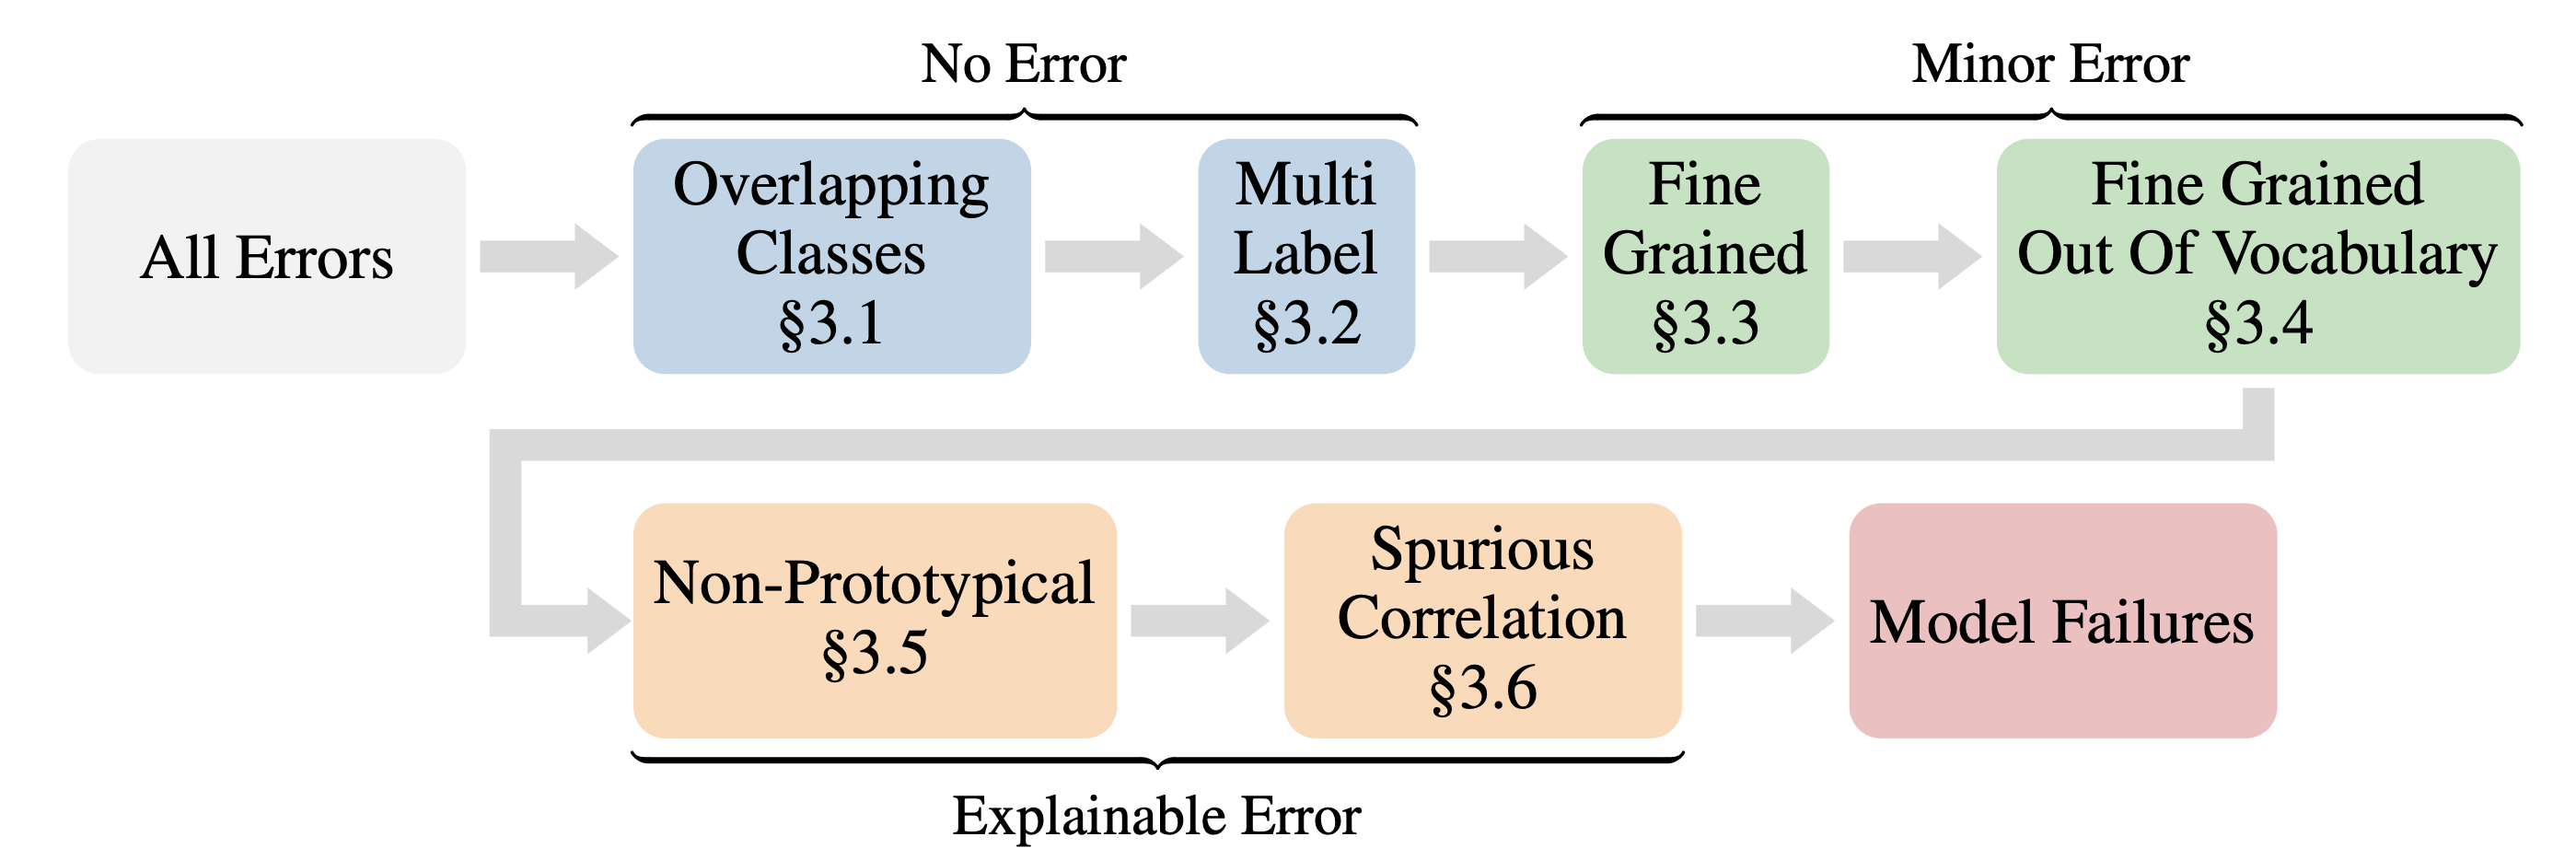 No Error
Minor Error
All Errors
Overlapping
Classes
§3.1
Multi
Label
§3.2
Fine
Grained
§3.3
Fine Grained
Out Of Vocabulary
§3.4
Non-Prototypical
§3.5
Spurious
Correlation
§3.6
Model Failures
Explainable Error